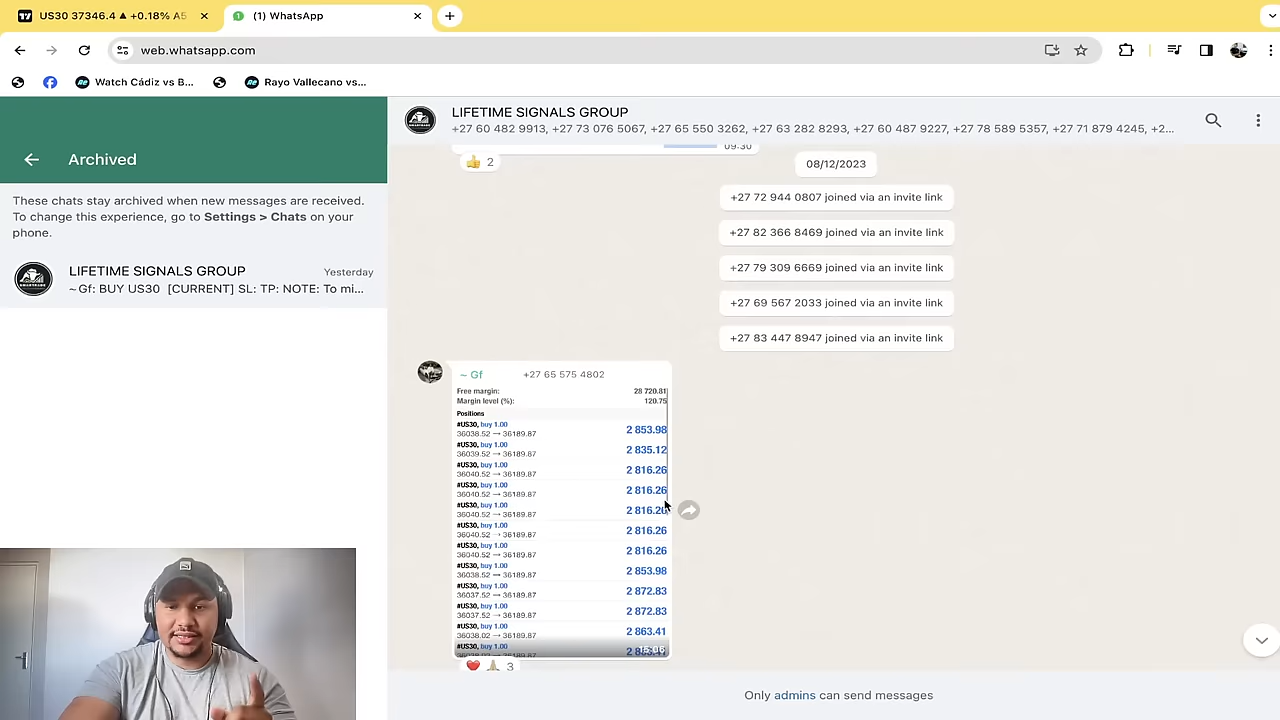 US30 37346.4 ▲ +0.18% A5
(1) WhatsApp
web.whatsapp.com
Watch Cádiz vs B...
Rayo Vallecano vs...
Archived
These chats stay archived when new messages are received.
To change this experience, go to Settings > Chats on your
phone.
LIFETIME SIGNALS GROUP
Yesterday
~Gf: BUY US30 [CURRENT] SL: TP: NOTE: To mi...
LIFETIME SIGNALS GROUP
+27 60 482 9913, +27 73 076 5067, +27 65 550 3262, +27 63 282 8293, +27 60 487 9227, +27 78 589 5357, +27 71 879 4245, +2...
09:30
👍 2
08/12/2023
+27 72 944 0807 joined via an invite link
+27 82 366 8469 joined via an invite link
+27 79 309 6669 joined via an invite link
+27 69 567 2033 joined via an invite link
+27 83 447 8947 joined via an invite link
~ Gf +27 65 575 4802
Free margin: 28 720.81
Margin level (%): 120.75
Positions
#US30, buy 1.00
36038.52 → 36189.87 2 853.98
#US30, buy 1.00
36039.52 → 36189.87 2 835.12
#US30, buy 1.00
36040.52 → 36189.87 2 816.26
#US30, buy 1.00
36040.52 → 36189.87 2 816.26
#US30, buy 1.00
36040.52 → 36189.87 2 816.26
#US30, buy 1.00
36040.52 → 36189.87 2 816.26
#US30, buy 1.00
36040.52 → 36189.87 2 816.26
#US30, buy 1.00
36038.52 → 36189.87 2 853.98
#US30, buy 1.00
36037.52 → 36189.87 2 872.83
#US30, buy 1.00
36037.52 → 36189.87 2 872.83
#US30, buy 1.00
36038.02 → 36189.87 2 863.41
#US30, buy 1.00
❤️ 🙏 3
Only admins can send messages